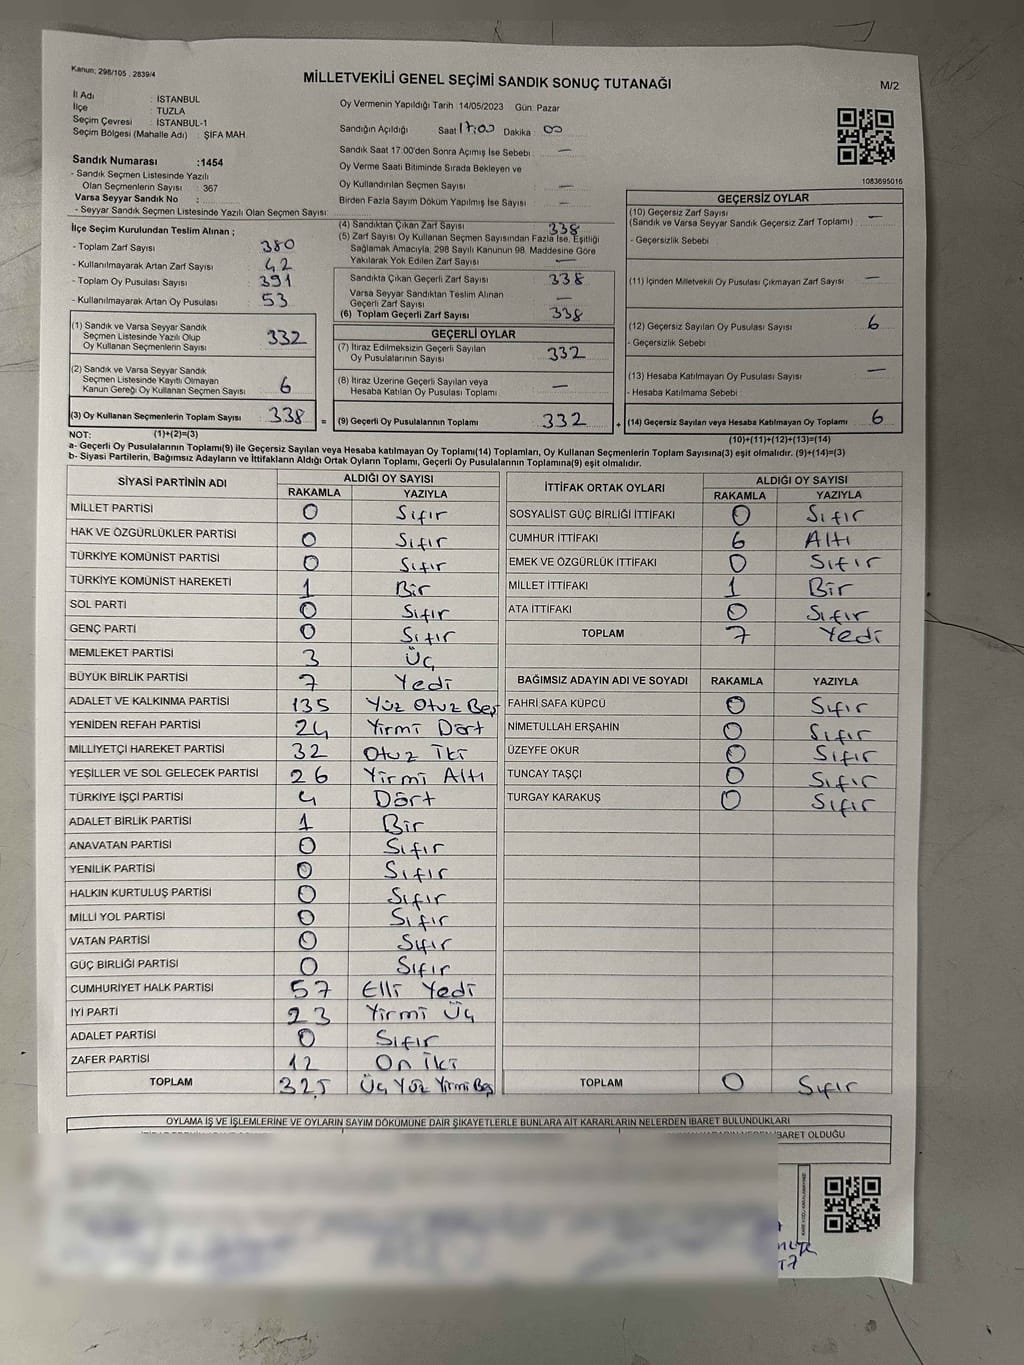 Kanun: 298/105 , 2839/4
MİLLETVEKİLİ GENEL SEÇİMİ SANDIK SONUÇ TUTANAĞI
M/2
İl Adı : İSTANBUL
İlçe : TUZLA
Seçim Çevresi : İSTANBUL-1
Seçim Bölgesi (Mahalle Adı) : ŞİFA MAH.
Sandık Numarası :1454
- Sandık Seçmen Listesinde Yazılı
Olan Seçmenlerin Sayısı : 367
Varsa Seyyar Sandık No :
- Seyyar Sandık Seçmen Listesinde Yazılı Olan Seçmen Sayısı:
Oy Vermenin Yapıldığı Tarih :14/05/2023 Gün: Pazar
Sandığın Açıldığı Saat 17:00 Dakika : 00
Sandık Saat 17:00'den Sonra Açımış İse Sebebi : —
Oy Verme Saati Bitiminde Sırada Bekleyen ve
Oy Kullandırılan Seçmen Sayısı : —
Birden Fazla Sayım Döküm Yapılmış İse Sayısı : —
1083695016
İlçe Seçim Kurulundan Teslim Alınan ;
- Toplam Zarf Sayısı : 380
- Kullanılmayarak Artan Zarf Sayısı : 42
- Toplam Oy Pusulası Sayısı : 391
- Kullanılmayarak Artan Oy Pusulası : 53
(4) Sandıktan Çıkan Zarf Sayısı : 338
(5) Zarf Sayısı Oy Kullanan Seçmen Sayısından Fazla İse, Eşitliği
Sağlamak Amacıyla; 298 Sayılı Kanunun 98. Maddesine Göre
Yakılarak Yok Edilen Zarf Sayısı : —
Sandıkta Çıkan Geçerli Zarf Sayısı : 338
Varsa Seyyar Sandıktan Teslim Alınan
Geçerli Zarf Sayısı : —
(6) Toplam Geçerli Zarf Sayısı : 338
GEÇERSİZ OYLAR
(10) Geçersiz Zarf Sayısı
(Sandık ve Varsa Seyyar Sandık Geçersiz Zarf Toplamı) : —
- Geçersizlik Sebebi :
(11) İçinden Milletvekili Oy Pusulası Çıkmayan Zarf Sayısı : —
(12) Geçersiz Sayılan Oy Pusulası Sayısı : 6
- Geçersizlik Sebebi :
(13) Hesaba Katılmayan Oy Pusulası Sayısı : —
- Hesaba Katılmama Sebebi :
(14) Geçersiz Sayılan veya Hesaba Katılmayan Oy Toplamı : 6
(1) Sandık ve Varsa Seyyar Sandık
Seçmen Listesinde Yazılı Olup
Oy Kullanan Seçmenlerin Sayısı : 332
(2) Sandık ve Varsa Seyyar Sandık
Seçmen Listesinde Kayıtlı Olmayan
Kanun Gereği Oy Kullanan Seçmen Sayısı : 6
(3) Oy Kullanan Seçmenlerin Toplam Sayısı : 338 =
GEÇERLİ OYLAR
(7) İtiraz Edilmeksizin Geçerli Sayılan
Oy Pusulalarının Sayısı : 332
(8) İtiraz Üzerine Geçerli Sayılan veya
Hesaba Katılan Oy Pusulası Toplamı : —
(9) Geçerli Oy Pusulalarının Toplamı : 332 +
NOT: (1)+(2)=(3)
(10)+(11)+(12)+(13)=(14)
a- Geçerli Oy Pusulalarının Toplamı(9) ile Geçersiz Sayılan veya Hesaba katılmayan Oy Toplamı(14) Toplamları, Oy Kullanan Seçmenlerin Toplam Sayısına(3) eşit olmalıdır. (9)+(14)=(3)
b- Siyasi Partilerin, Bağımsız Adayların ve İttifakların Aldığı Ortak Oyların Toplamı, Geçerli Oy Pusulalarının Toplamına(9) eşit olmalıdır.
SİYASİ PARTİNİN ADI ALDIĞI OY SAYISI
RAKAMLA YAZIYLA
MİLLET PARTİSİ 0 Sıfır
HAK VE ÖZGÜRLÜKLER PARTİSİ 0 Sıfır
TÜRKİYE KOMÜNİST PARTİSİ 0 Sıfır
TÜRKİYE KOMÜNİST HAREKETİ 1 Bir
SOL PARTİ 0 Sıfır
GENÇ PARTİ 0 Sıfır
MEMLEKET PARTİSİ 3 Üç
BÜYÜK BİRLİK PARTİSİ 7 Yedi
ADALET VE KALKINMA PARTİSİ 135 Yüz Otuz Beş
YENİDEN REFAH PARTİSİ 24 Yirmi Dört
MİLLİYETÇİ HAREKET PARTİSİ 32 Otuz İki
YEŞİLLER VE SOL GELECEK PARTİSİ 26 Yirmi Altı
TÜRKİYE İŞÇİ PARTİSİ 4 Dört
ADALET BİRLİK PARTİSİ 1 Bir
ANAVATAN PARTİSİ 0 Sıfır
YENİLİK PARTİSİ 0 Sıfır
HALKIN KURTULUŞ PARTİSİ 0 Sıfır
MİLLİ YOL PARTİSİ 0 Sıfır
VATAN PARTİSİ 0 Sıfır
GÜÇ BİRLİĞİ PARTİSİ 0 Sıfır
CUMHURİYET HALK PARTİSİ 57 Elli Yedi
İYİ PARTİ 23 Yirmi Üç
ADALET PARTİSİ 0 Sıfır
ZAFER PARTİSİ 12 On İki
TOPLAM 325 Üç Yüz Yirmi Beş
İTTİFAK ORTAK OYLARI ALDIĞI OY SAYISI
RAKAMLA YAZIYLA
SOSYALİST GÜÇ BİRLİĞİ İTTİFAKI 0 Sıfır
CUMHUR İTTİFAKI 6 Altı
EMEK VE ÖZGÜRLÜK İTTİFAKI 0 Sıfır
MİLLET İTTİFAKI 1 Bir
ATA İTTİFAKI 0 Sıfır
TOPLAM 7 Yedi
BAĞIMSIZ ADAYIN ADI VE SOYADI RAKAMLA YAZIYLA
FAHRİ SAFA KÜPCÜ 0 Sıfır
NİMETULLAH ERŞAHİN 0 Sıfır
ÜZEYFE OKUR 0 Sıfır
TUNCAY TAŞÇI 0 Sıfır
TURGAY KARAKUŞ 0 Sıfır
TOPLAM 0 Sıfır
OYLAMA İŞ VE İŞLEMLERİNE VE OYLARIN SAYIM DÖKÜMÜNE DAİR ŞİKAYETLERLE BUNLARA AİT KARARLARIN NELERDEN İBARET BULUNDUKLARI
İBARET OLDUĞU